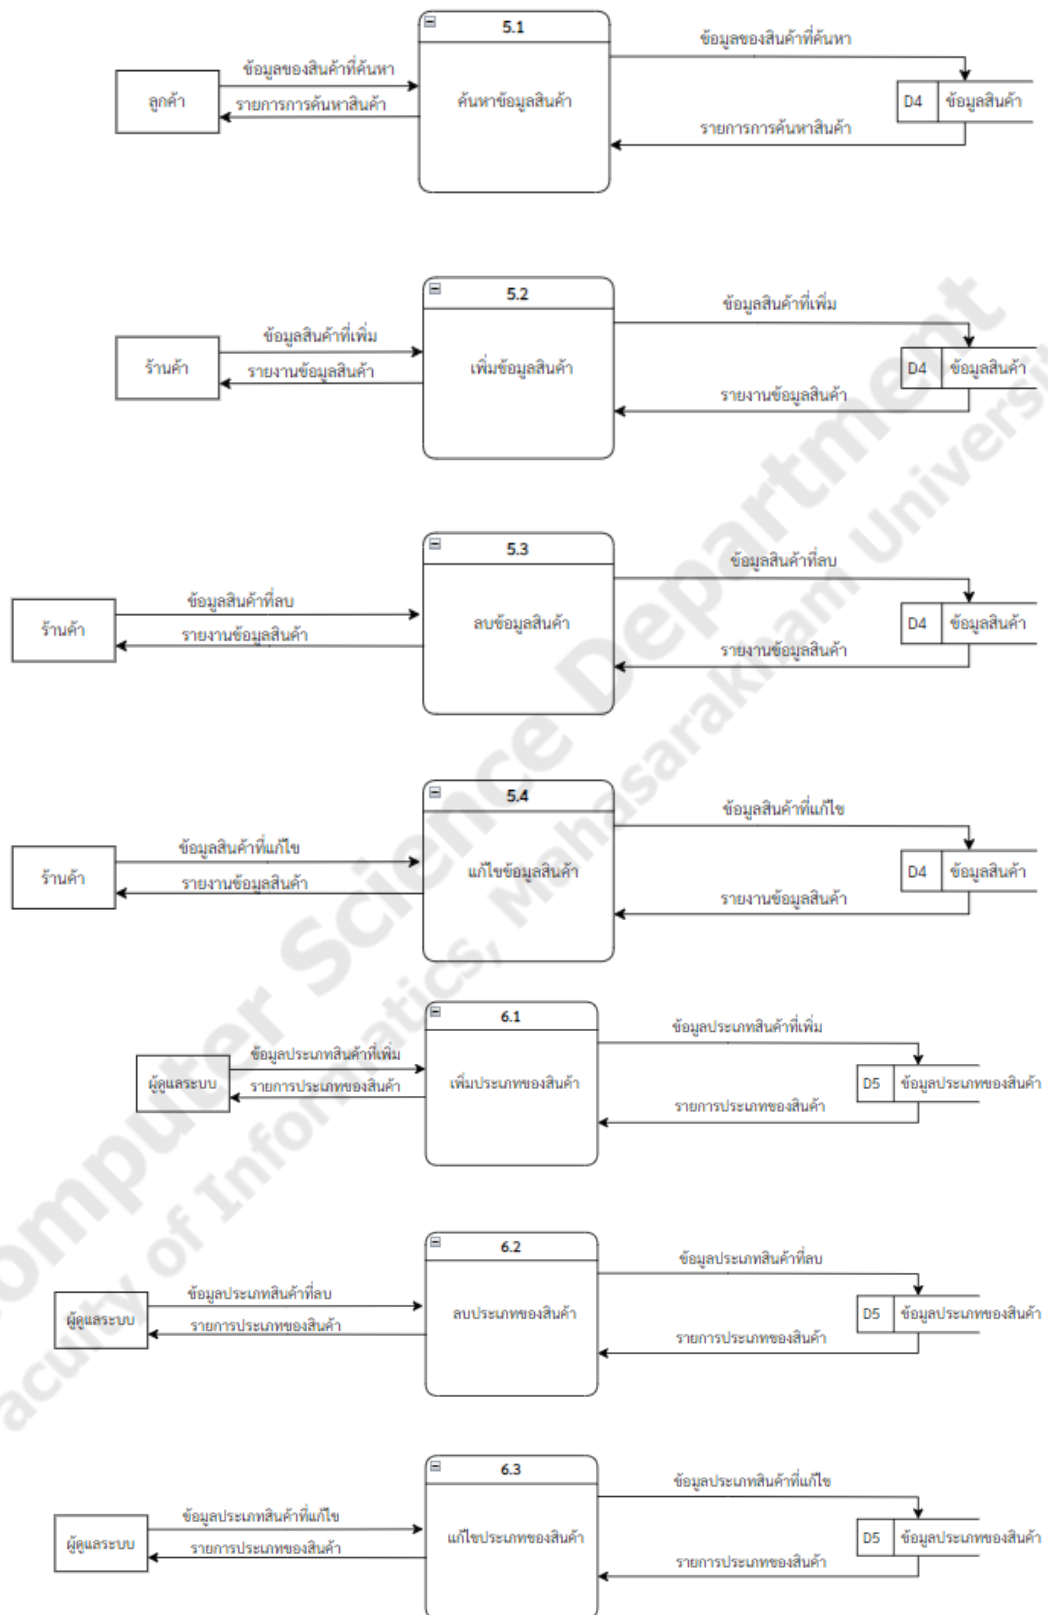 5.1
ข้อมูลของสินค้าที่ค้นหา
ข้อมูลของสินค้าที่ค้นหา
ลูกค้า
รายการการค้นหาสินค้า
ค้นหาข้อมูลสินค้า
D4
ข้อมูลสินค้า
รายการการค้นหาสินค้า
5.2
ข้อมูลสินค้าที่เพิ่ม
ข้อมูลสินค้าที่เพิ่ม
ร้านค้า
รายงานข้อมูลสินค้า
เพิ่มข้อมูลสินค้า
D4
ข้อมูลสินค้า
รายงานข้อมูลสินค้า
5.3
ข้อมูลสินค้าที่ลบ
ข้อมูลสินค้าที่ลบ
ร้านค้า
รายงานข้อมูลสินค้า
ลบข้อมูลสินค้า
D4
ข้อมูลสินค้า
รายงานข้อมูลสินค้า
5.4
ข้อมูลสินค้าที่แก้ไข
ข้อมูลสินค้าที่แก้ไข
ร้านค้า
รายงานข้อมูลสินค้า
แก้ไขข้อมูลสินค้า
D4
ข้อมูลสินค้า
รายงานข้อมูลสินค้า
6.1
ข้อมูลประเภทสินค้าที่เพิ่ม
ข้อมูลประเภทสินค้าที่เพิ่ม
ผู้ดูแลระบบ
รายการประเภทของสินค้า
เพิ่มประเภทของสินค้า
D5
ข้อมูลประเภทของสินค้า
รายการประเภทของสินค้า
6.2
ข้อมูลประเภทสินค้าที่ลบ
ข้อมูลประเภทสินค้าที่ลบ
ผู้ดูแลระบบ
รายการประเภทของสินค้า
ลบประเภทของสินค้า
D5
ข้อมูลประเภทของสินค้า
รายการประเภทของสินค้า
6.3
ข้อมูลประเภทสินค้าที่แก้ไข
ข้อมูลประเภทสินค้าที่แก้ไข
ผู้ดูแลระบบ
รายการประเภทของสินค้า
แก้ไขประเภทของสินค้า
D5
ข้อมูลประเภทของสินค้า
รายการประเภทของสินค้า
omputer Science Department
aculty of Informatics, Mahasarakham Universit